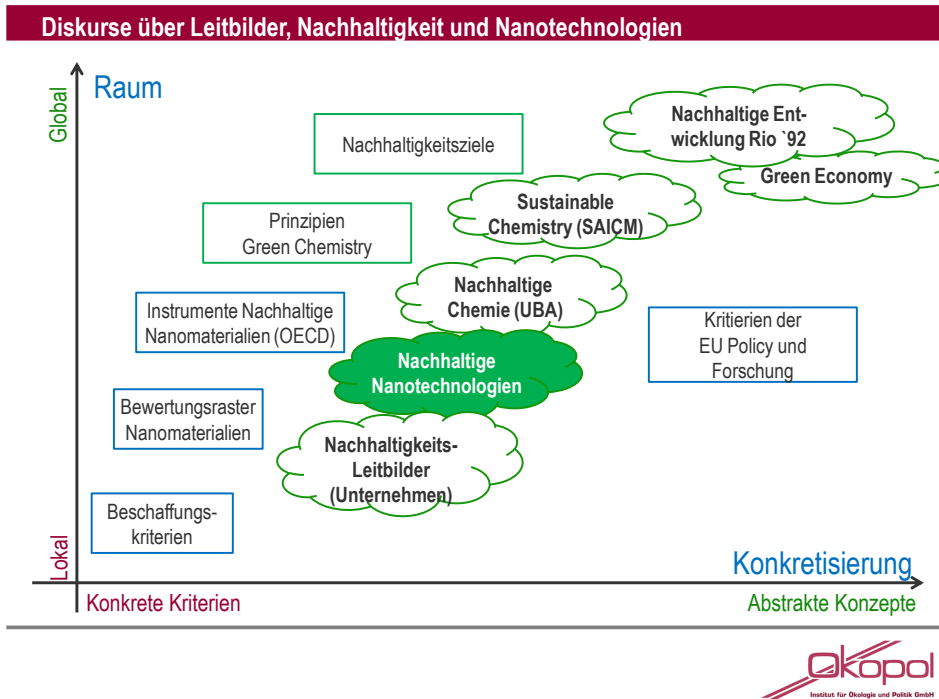 Diskurse über Leitbilder, Nachhaltigkeit und Nanotechnologien
Global
Raum
Nachhaltige Ent-
wicklung Rio `92
Nachhaltigkeitsziele
Green Economy
Sustainable
Chemistry (SAICM)
Prinzipien
Green Chemistry
Nachhaltige
Chemie (UBA)
Instrumente Nachhaltige
Nanomaterialien (OECD)
Kritierien der
EU Policy und
Forschung
Nachhaltige
Nanotechnologien
Bewertungsraster
Nanomaterialien
Nachhaltigkeits-
Leitbilder
(Unternehmen)
Beschaffungs-
kriterien
Lokal
Konkretisierung
Konkrete Kriterien
Abstrakte Konzepte
Ökopol
Institut für Ökologie und Politik GmbH